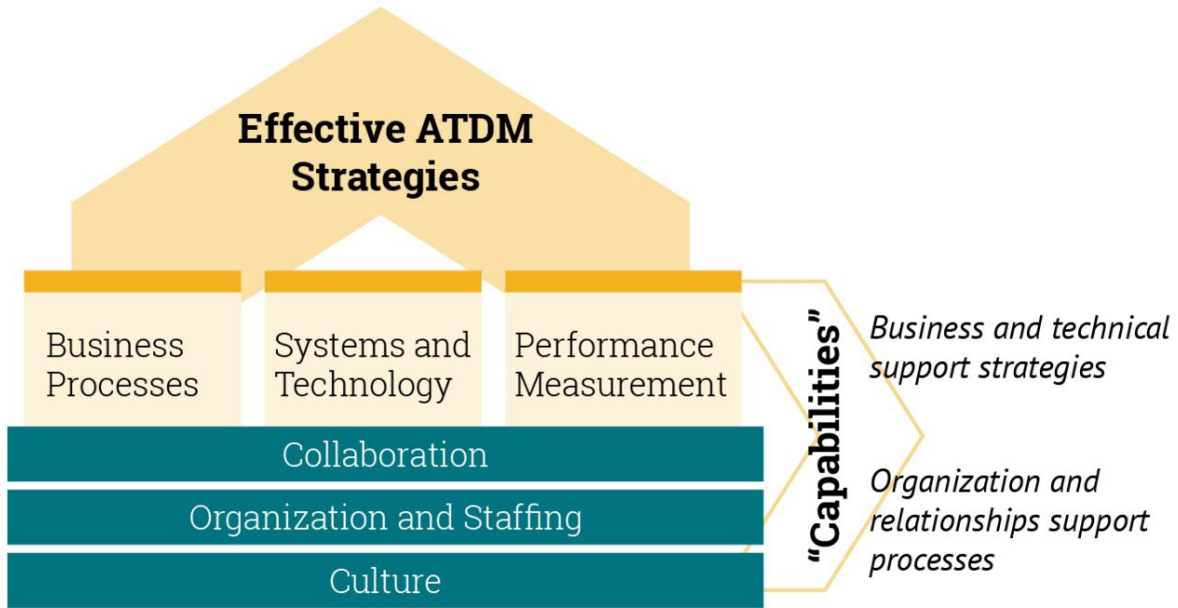 Effective ATDM
Strategies
Business
Processes
Systems and
Technology
Performance
Measurement
Collaboration
Organization and Staffing
Culture
“Capabilities”
Business and technical
support strategies
Organization and
relationships support
processes